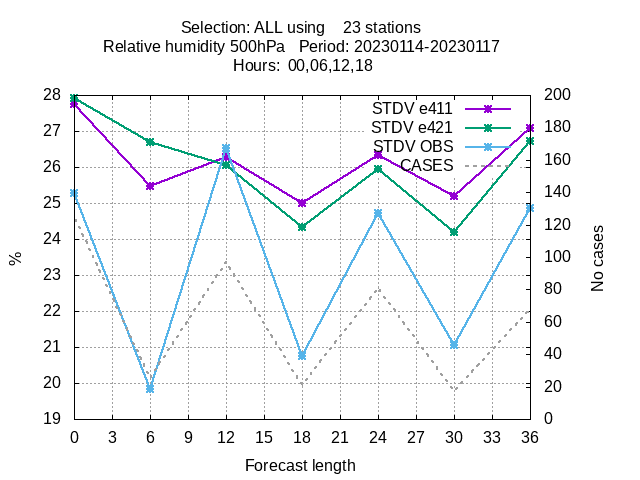 Selection: ALL using 23 stations
Relative humidity 500hPa Period: 20230114-20230117
Hours: 00,06,12,18
28 200
27 180
26 160
25 140
24 120
23 100
22 80
21 60
20 40
19 20
0
STDV e411
STDV e421
STDV OBS
CASES
%
No cases
0 3 6 9 12 15 18 21 24 27 30 33 36
Forecast length